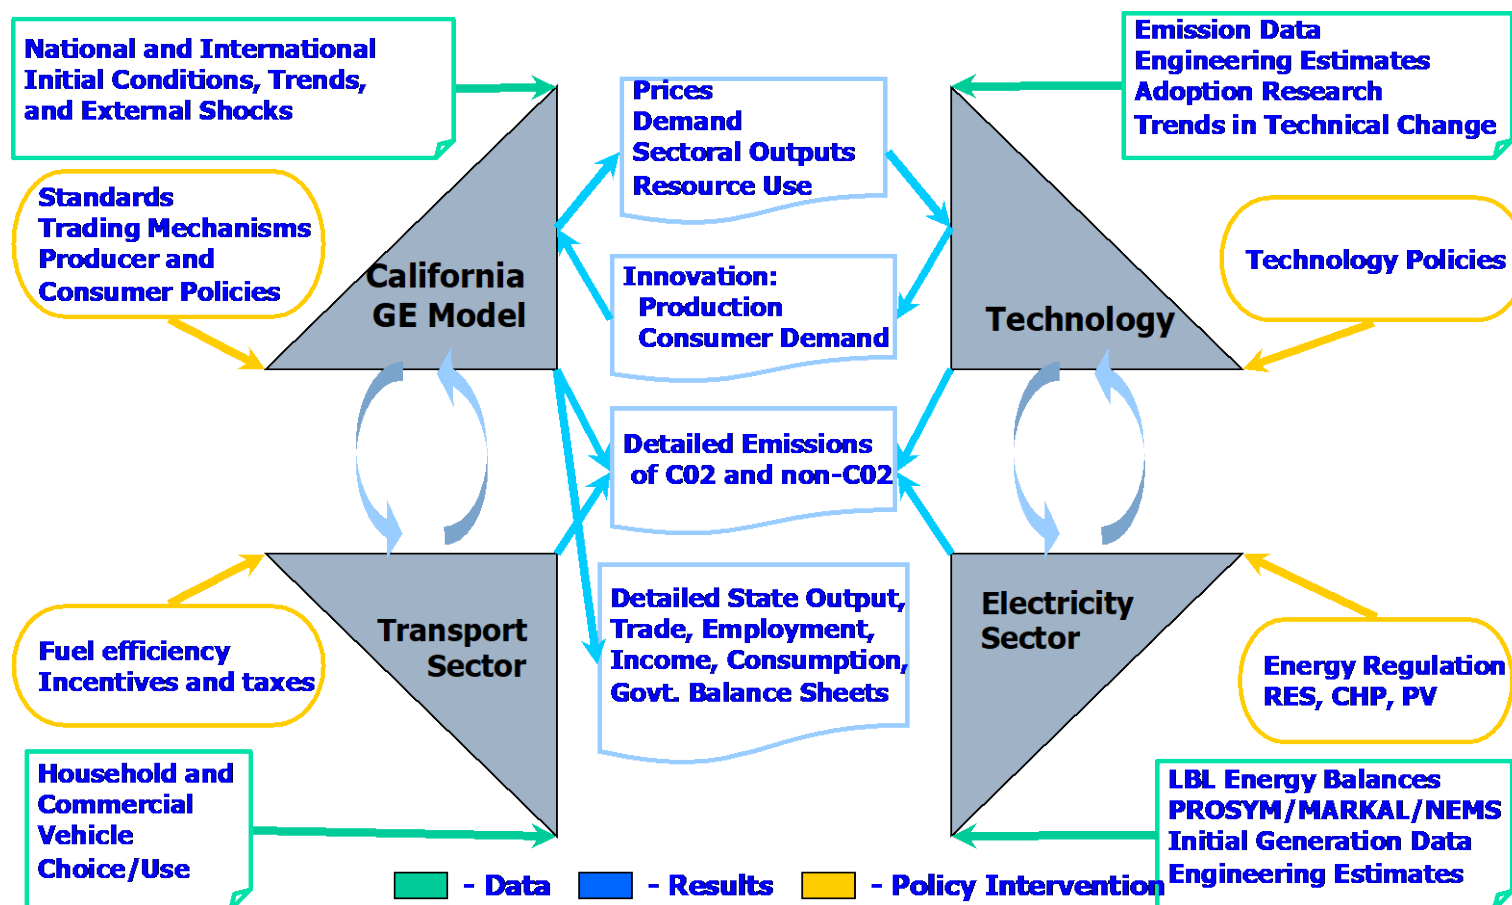 National and International
Initial Conditions, Trends,
and External Shocks
Emission Data
Engineering Estimates
Adoption Research
Trends in Technical Change
Prices
Demand
Sectoral Outputs
Resource Use
Standards
Trading Mechanisms
Producer and
Consumer Policies
California
GE Model
Innovation:
Production
Consumer Demand
Technology
Technology Policies
Detailed Emissions
of C02 and non-C02
Fuel efficiency
Incentives and taxes
Transport
Sector
Detailed State Output,
Trade, Employment,
Income, Consumption,
Govt. Balance Sheets
Electricity
Sector
Energy Regulation
RES, CHP, PV
Household and
Commercial
Vehicle
Choice/Use
LBL Energy Balances
PROSYM/MARKAL/NEMS
Initial Generation Data
Engineering Estimates
- Data
- Results
- Policy Intervention